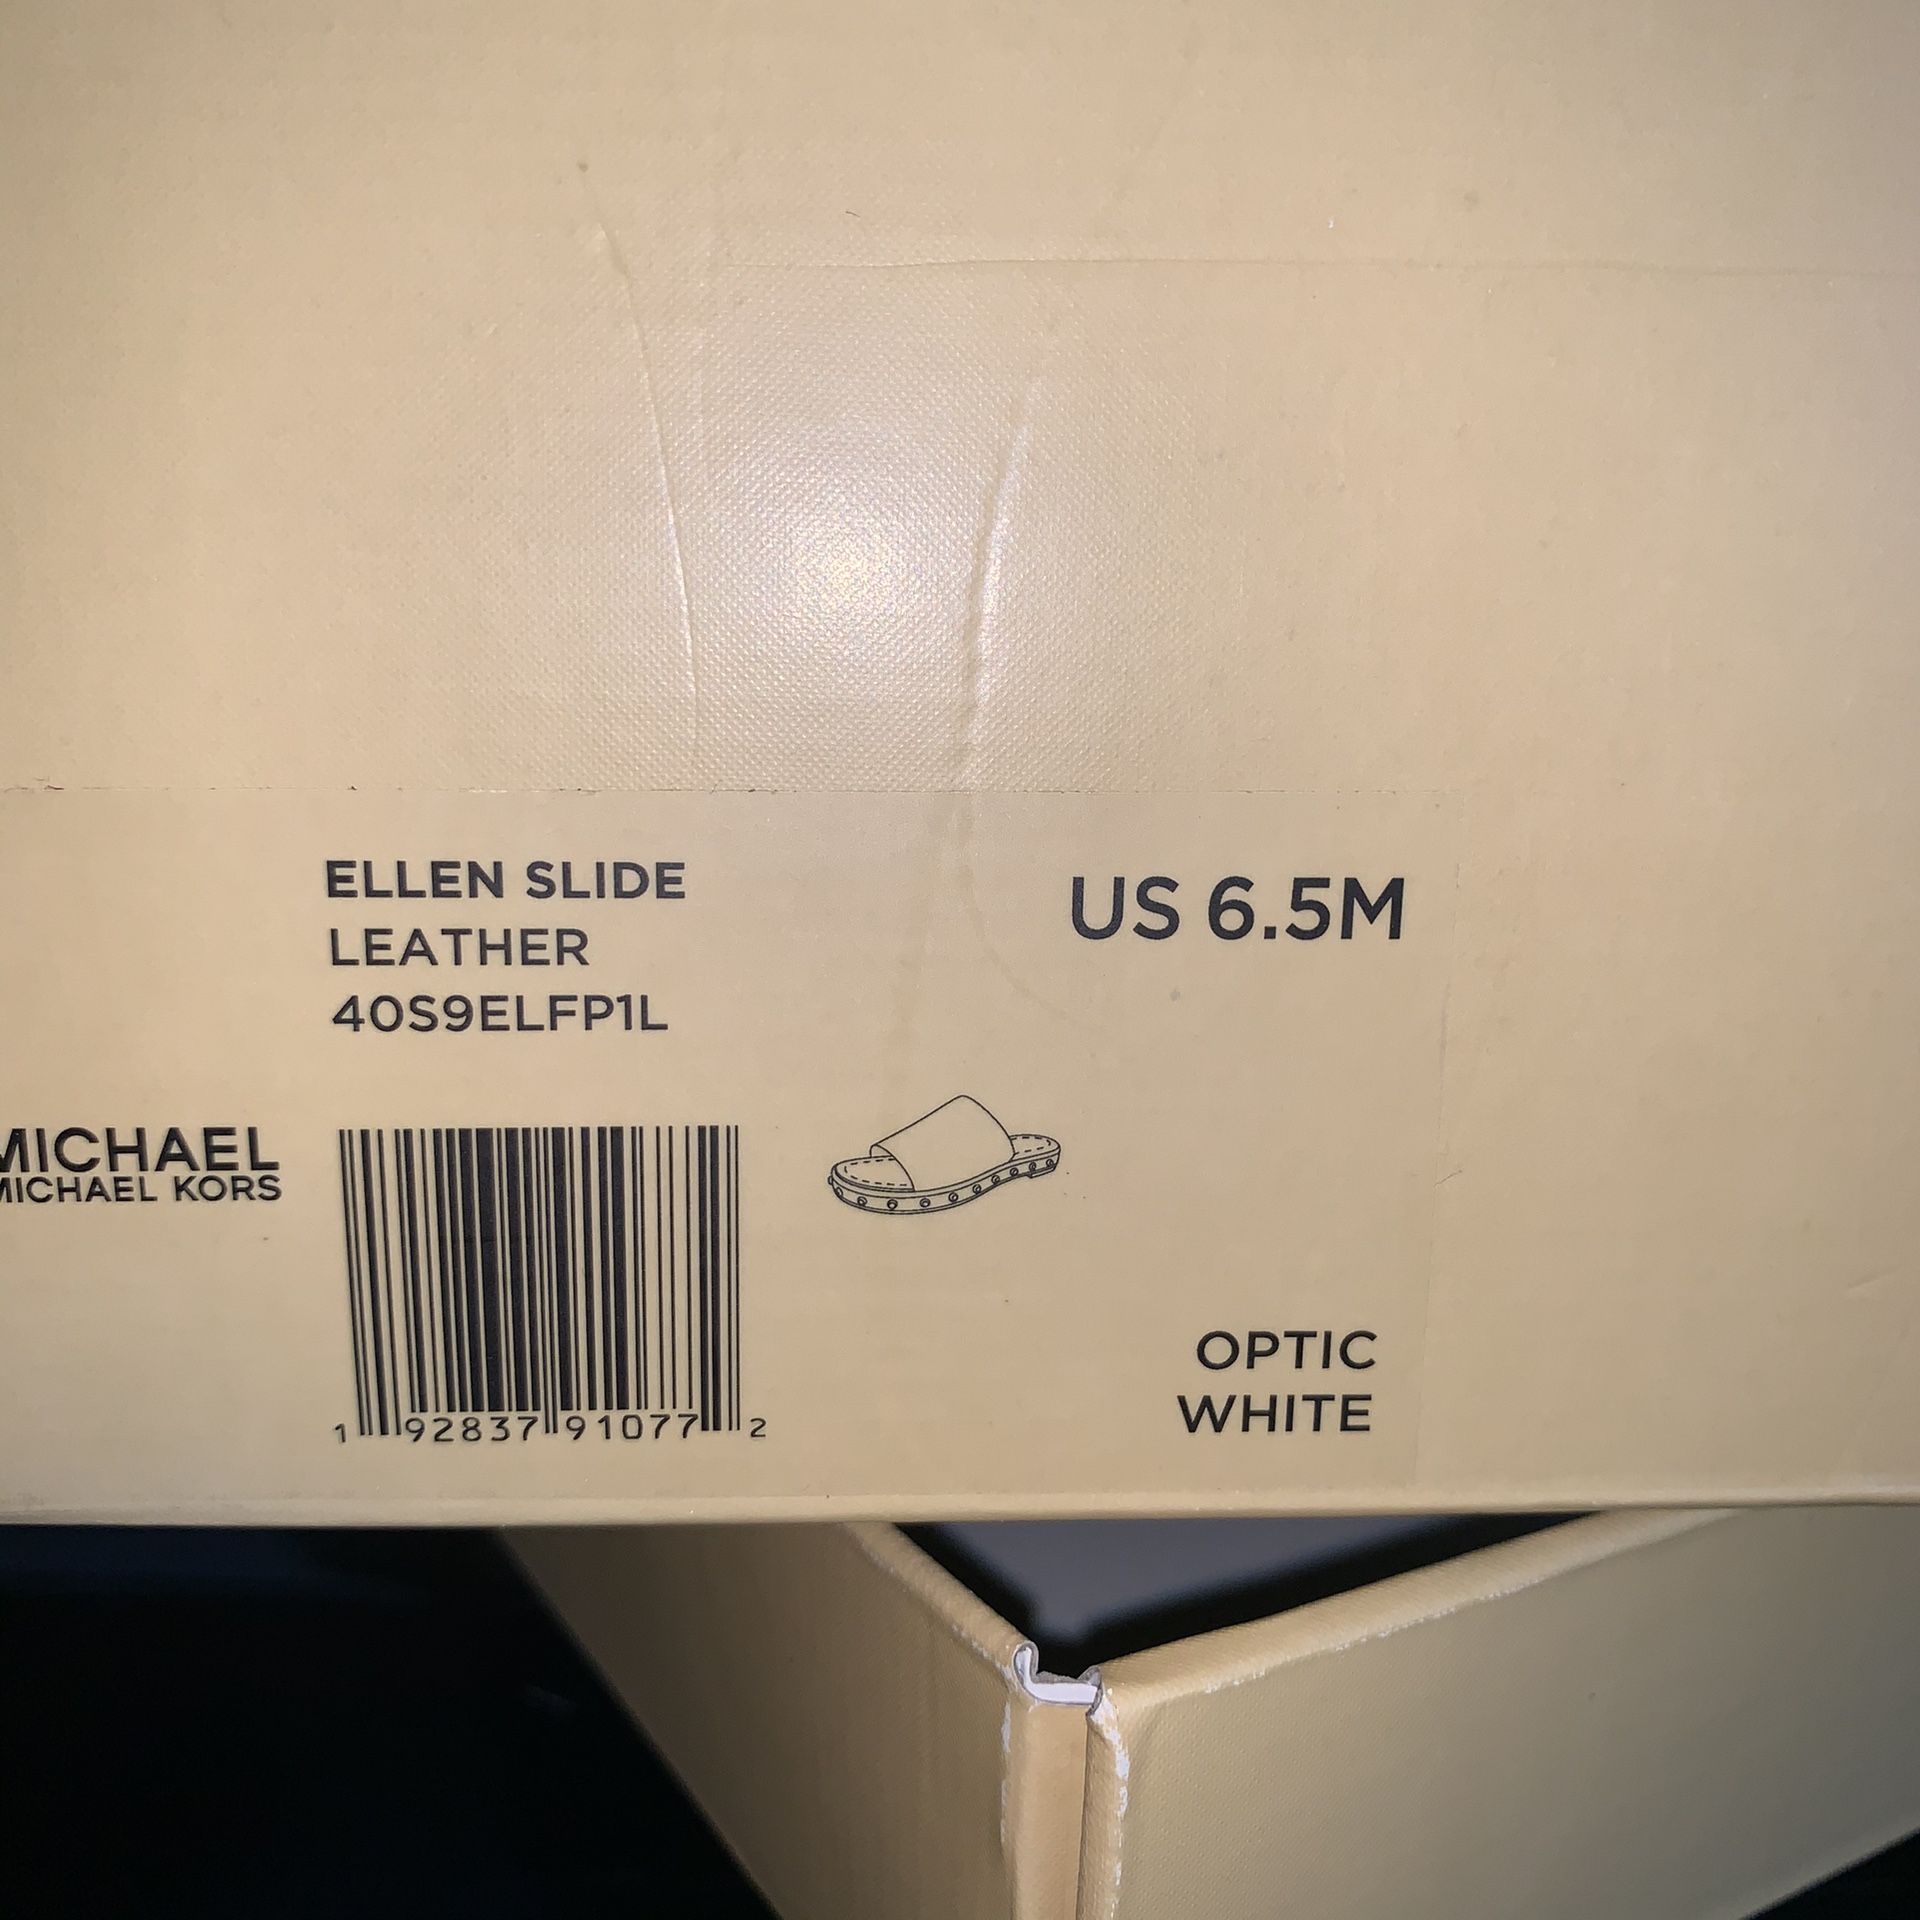 ELLEN SLIDE
LEATHER
40S9ELFP1L
US 6.5M
MICHAEL
MICHAEL KORS
1 92837 91077 2
OPTIC
WHITE